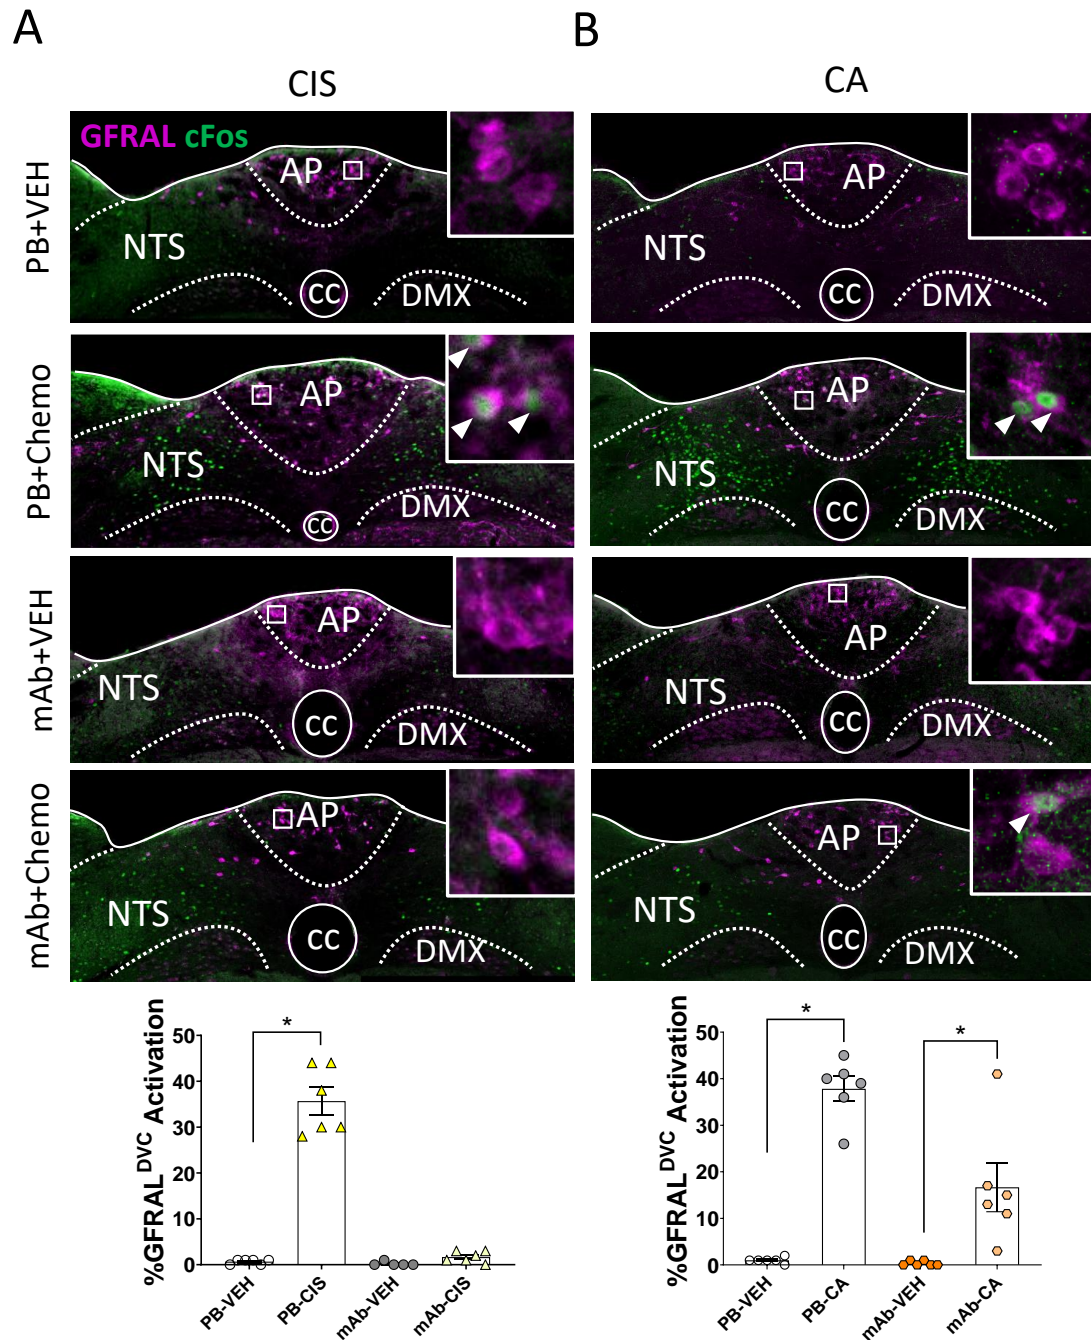 A
B
CIS
CA
PB+VEH
GFRAL cFos
AP
NTS
CC
DMX
AP
NTS
CC
DMX
PB+Chemo
AP
NTS
CC
DMX
AP
NTS
CC
DMX
mAb+VEH
AP
NTS
CC
DMX
AP
NTS
CC
DMX
mAb+Chemo
AP
NTS
CC
DMX
AP
NTS
CC
DMX
%GFRAL^DVC Activation
50
40
30
20
10
0
*
PB-VEH
PB-CIS
mAb-VEH
mAb-CIS
%GFRAL^DVC Activation
50
40
30
20
10
0
*
*
PB-VEH
PB-CA
mAb-VEH
mAb-CA